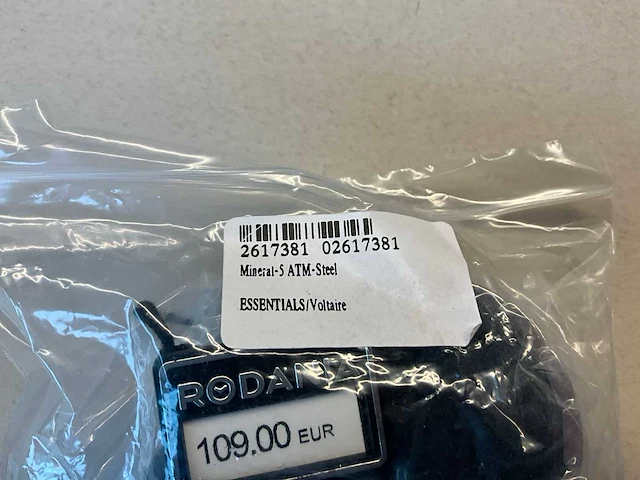 2617381 02617381
Mineral-5 ATM-Steel
ESSENTIALS/Voltaire
RODANIA
109.00 EUR